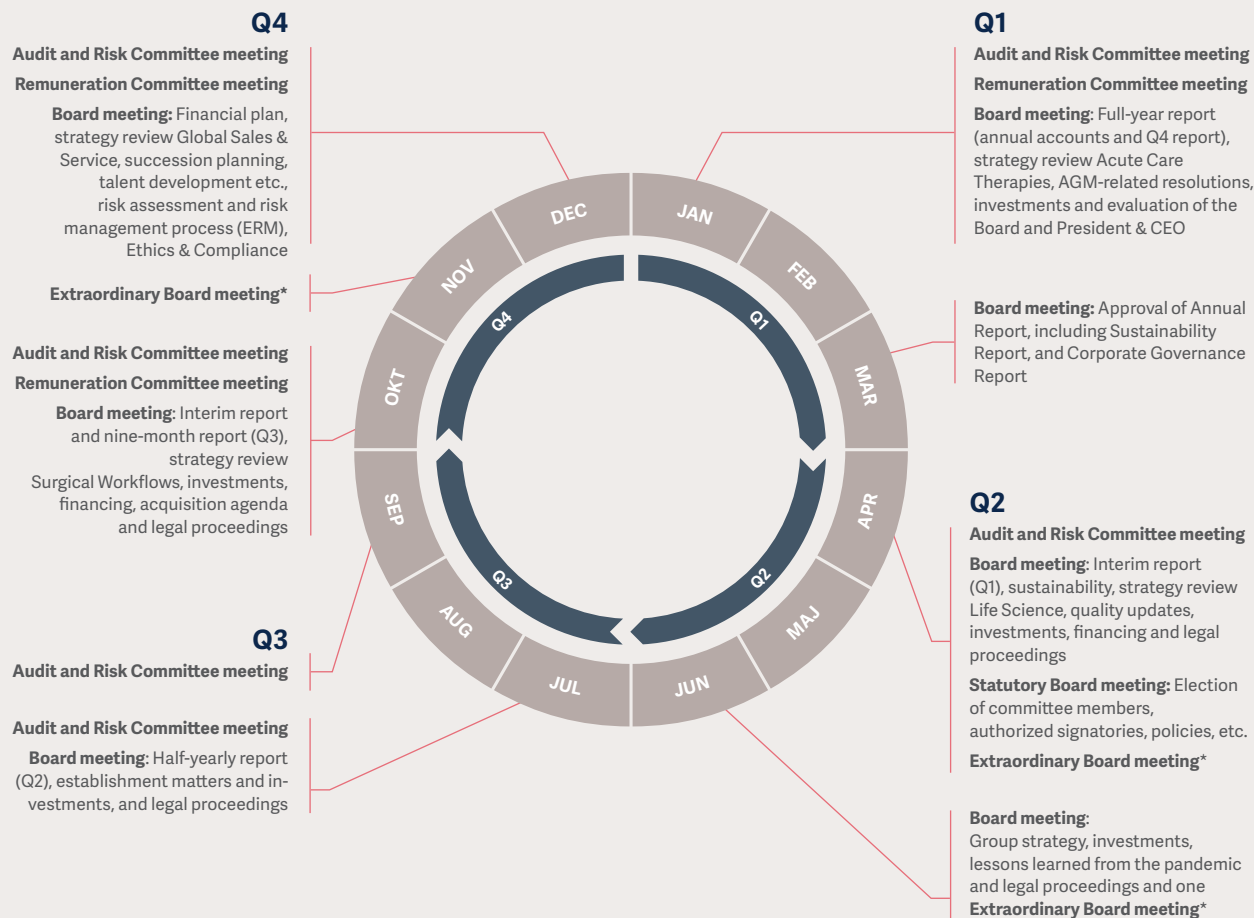 Q4
Audit and Risk Committee meeting
Remuneration Committee meeting
Board meeting: Financial plan,
strategy review Global Sales &
Service, succession planning,
talent development etc.,
risk assessment and risk
management process (ERM),
Ethics & Compliance
Extraordinary Board meeting*
Audit and Risk Committee meeting
Remuneration Committee meeting
Board meeting: Interim report
and nine-month report (Q3),
strategy review
Surgical Workflows, investments,
financing, acquisition agenda
and legal proceedings
Q3
Audit and Risk Committee meeting
Audit and Risk Committee meeting
Board meeting: Half-yearly report
(Q2), establishment matters and in-
vestments, and legal proceedings
JAN
FEB
MAR
APR
MAJ
JUN
JUL
AUG
SEP
OKT
NOV
DEC
Q1
Q2
Q3
Q4
Q1
Audit and Risk Committee meeting
Remuneration Committee meeting
Board meeting: Full-year report
(annual accounts and Q4 report),
strategy review Acute Care
Therapies, AGM-related resolutions,
investments and evaluation of the
Board and President & CEO
Board meeting: Approval of Annual
Report, including Sustainability
Report, and Corporate Governance
Report
Q2
Audit and Risk Committee meeting
Board meeting: Interim report
(Q1), sustainability, strategy review
Life Science, quality updates,
investments, financing and legal
proceedings
Statutory Board meeting: Election
of committee members,
authorized signatories, policies, etc.
Extraordinary Board meeting*
Board meeting:
Group strategy, investments,
lessons learned from the pandemic
and legal proceedings and one
Extraordinary Board meeting*